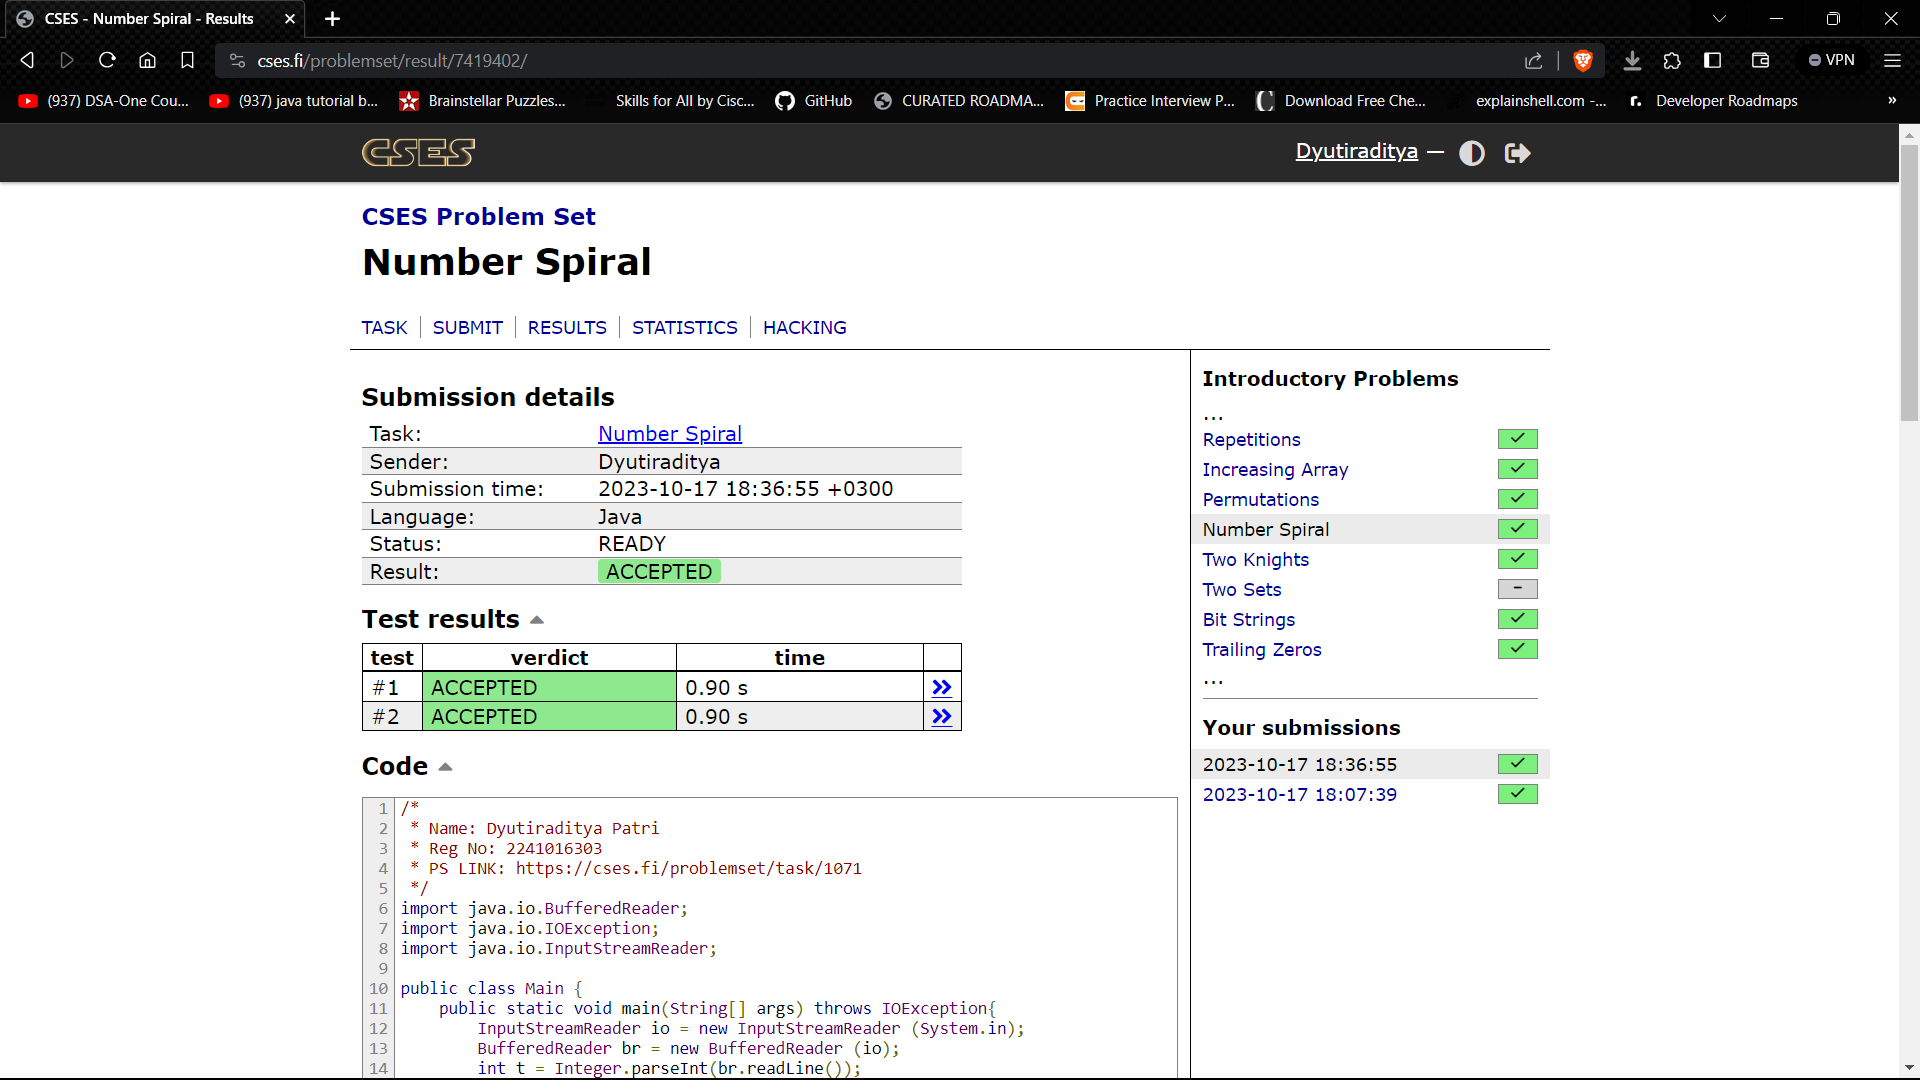 CSES - Number Spiral - Results
cses.fi/problemset/result/7419402/
VPN
(937) DSA-One Cou...
(937) java tutorial b...
Brainstellar Puzzles...
Skills for All by Cisc...
GitHub
CURATED ROADMA...
Practice Interview P...
Download Free Che...
explainshell.com -...
Developer Roadmaps
»
CSES
Dyutiraditya —
CSES Problem Set
Number Spiral
TASK
SUBMIT
RESULTS
STATISTICS
HACKING
Submission details
Task: Number Spiral
Sender: Dyutiraditya
Submission time: 2023-10-17 18:36:55 +0300
Language: Java
Status: READY
Result: ACCEPTED
Test results
test verdict time
#1 ACCEPTED 0.90 s
#2 ACCEPTED 0.90 s
Code
1 /*
2 * Name: Dyutiraditya Patri
3 * Reg No: 2241016303
4 * PS LINK: https://cses.fi/problemset/task/1071
5 */
6 import java.io.BufferedReader;
7 import java.io.IOException;
8 import java.io.InputStreamReader;
9
10 public class Main {
11 public static void main(String[] args) throws IOException{
12 InputStreamReader io = new InputStreamReader (System.in);
13 BufferedReader br = new BufferedReader (io);
14 int t = Integer.parseInt(br.readLine());
Introductory Problems
...
Repetitions
Increasing Array
Permutations
Number Spiral
Two Knights
Two Sets –
Bit Strings
Trailing Zeros
...
Your submissions
2023-10-17 18:36:55
2023-10-17 18:07:39